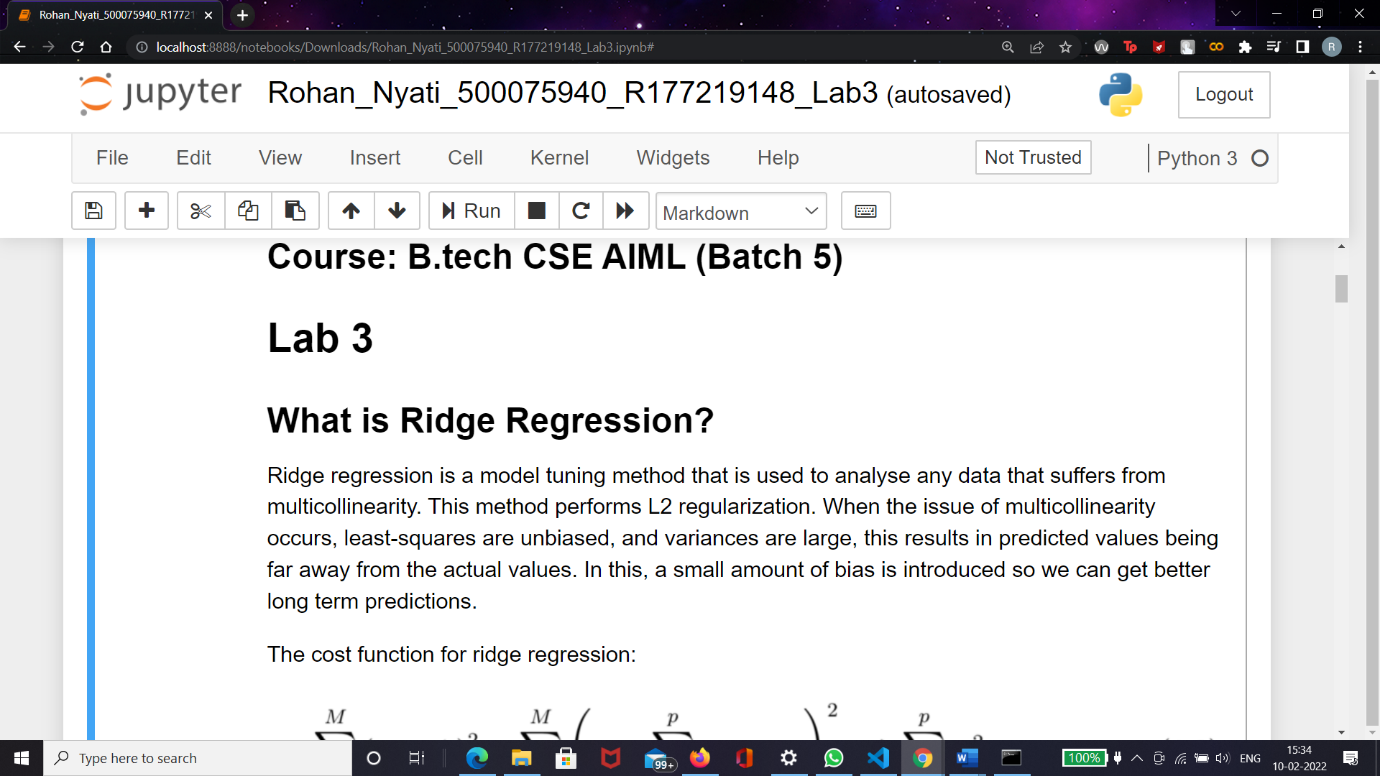 Rohan_Nyati_500075940_R17721
localhost:8888/notebooks/Downloads/Rohan_Nyati_500075940_R177219148_Lab3.ipynb#
Tp
R
jupyter Rohan_Nyati_500075940_R177219148_Lab3 (autosaved)
Logout
File Edit View Insert Cell Kernel Widgets Help Not Trusted Python 3
Run Markdown
Course: B.tech CSE AIML (Batch 5)
Lab 3
What is Ridge Regression?
Ridge regression is a model tuning method that is used to analyse any data that suffers from
multicollinearity. This method performs L2 regularization. When the issue of multicollinearity
occurs, least-squares are unbiased, and variances are large, this results in predicted values being
far away from the actual values. In this, a small amount of bias is introduced so we can get better
long term predictions.
The cost function for ridge regression:
M M p 2 p
Type here to search
99+
100%
ENG
15:34
10-02-2022